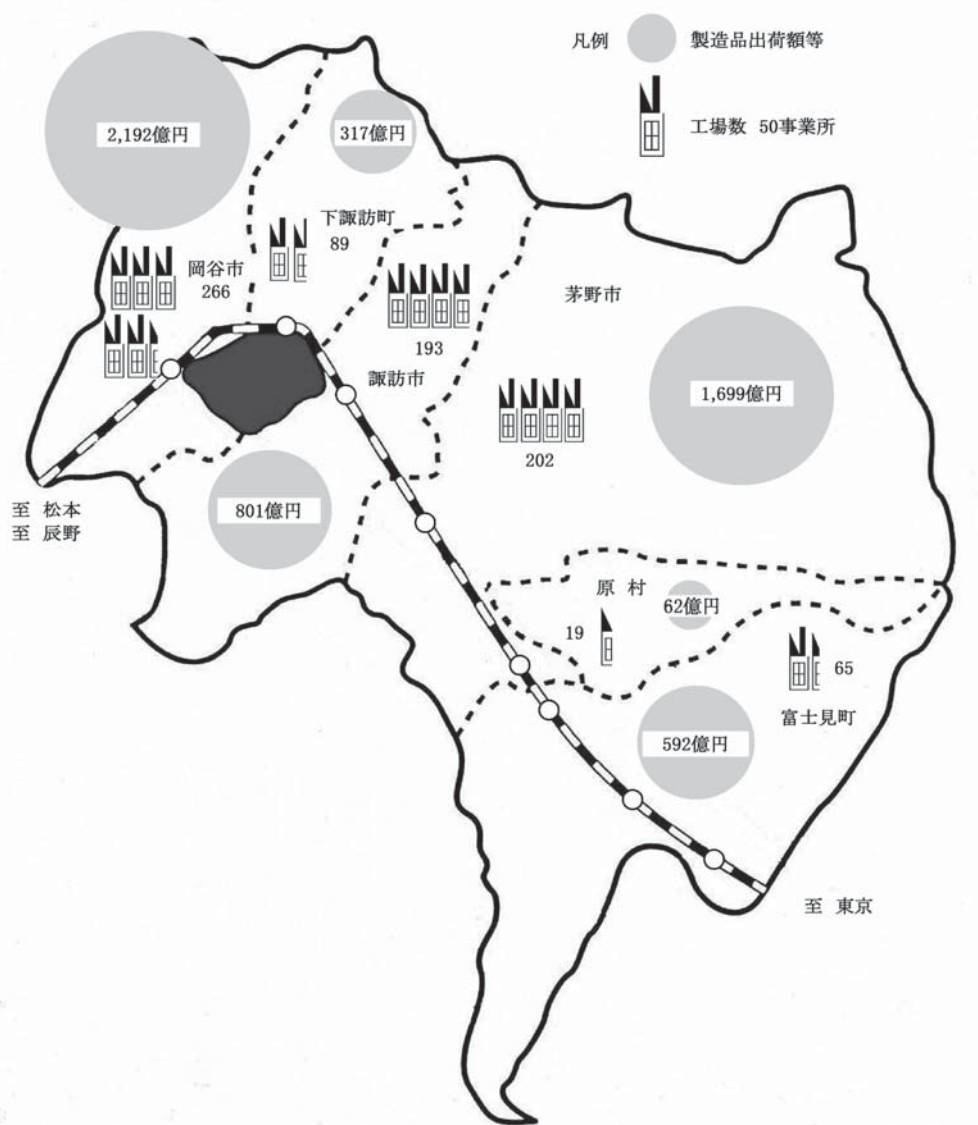 凡例 製造品出荷額等
工場数 50事業所
2,192億円
317億円
下諏訪町
89
岡谷市
266
193
諏訪市
茅野市
1,699億円
202
801億円
至 松本
至 辰野
原 村
62億円
19
65
富士見町
592億円
至 東京